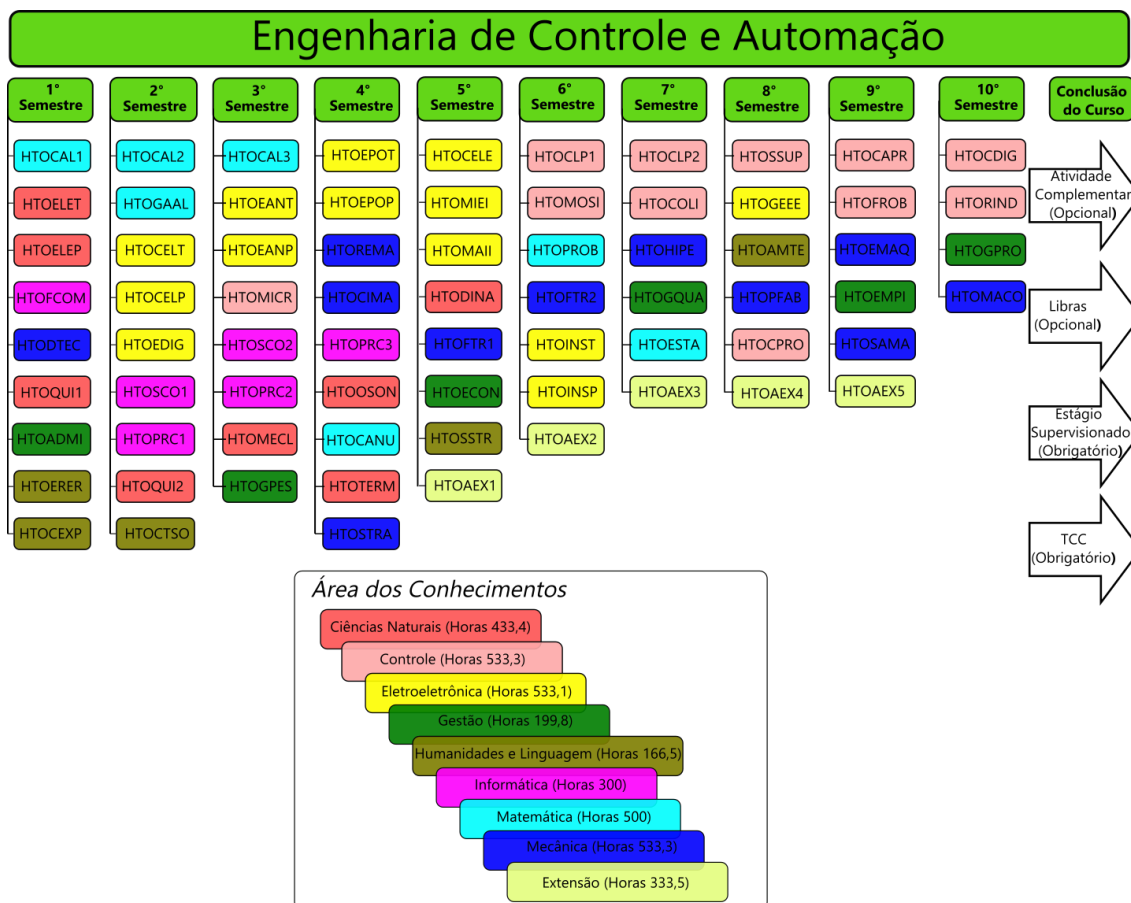 Engenharia de Controle e Automação
1° Semestre
2° Semestre
3° Semestre
4° Semestre
5° Semestre
6° Semestre
7° Semestre
8° Semestre
9° Semestre
10° Semestre
Conclusão do Curso
HTOCAL1
HTOELET
HTOELEP
HTOFCOM
HTODTEC
HTOQUI1
HTOADMI
HTOERER
HTOCEXP
HTOCAL2
HTOGAAL
HTOCELT
HTOCELP
HTOEDIG
HTOSCO1
HTOPRC1
HTOQUI2
HTOCTSO
HTOCAL3
HTOEANT
HTOEANP
HTOMICR
HTOSCO2
HTOPRC2
HTOMECL
HTOGPES
HTOEPOT
HTOEPOP
HTOREMA
HTOCIMA
HTOPRC3
HTOOSON
HTOCANU
HTOTERM
HTOSTRA
HTOCELE
HTOMIEI
HTOMAII
HTODINA
HTOFTR1
HTOECON
HTOSSTR
HTOAEX1
HTOCLP1
HTOMOSI
HTOPROB
HTOFTR2
HTOINST
HTOINSP
HTOAEX2
HTOCLP2
HTOCOLI
HTOHIPE
HTOGQUA
HTOESTA
HTOAEX3
HTOSSUP
HTOGEEE
HTOAMTE
HTOPFAB
HTOCPRO
HTOAEX4
HTOCAPR
HTOFROB
HTOEMAQ
HTOEMPI
HTOSAMA
HTOAEX5
HTOCDIG
HTORIND
HTOGPRO
HTOMACO
Atividade
Complementar
(Opcional)
Libras
(Opcional)
Estágio
Supervisionado
(Obrigatório)
TCC
(Obrigatório)
Área dos Conhecimentos
Ciências Naturais (Horas 433,4)
Controle (Horas 533,3)
Eletroeletrônica (Horas 533,1)
Gestão (Horas 199,8)
Humanidades e Linguagem (Horas 166,5)
Informática (Horas 300)
Matemática (Horas 500)
Mecânica (Horas 533,3)
Extensão (Horas 333,5)